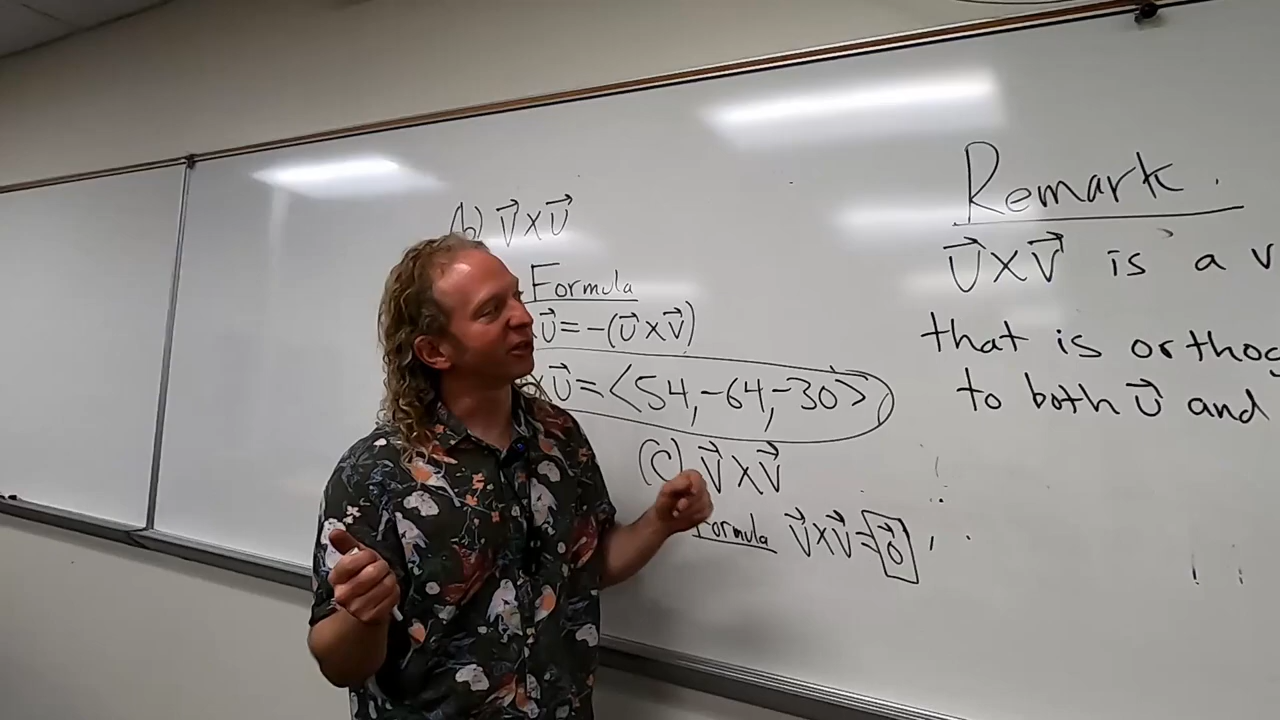 (b) V⃗ × U⃗
Formula
× U⃗ = -(U⃗ × V⃗)
× U⃗ = <54, -64, -30>
(c) V⃗ × V⃗
Formula V⃗ × V⃗ = 0⃗
Remark.
U⃗ × V⃗ is a v
that is orthog
to both U⃗ and